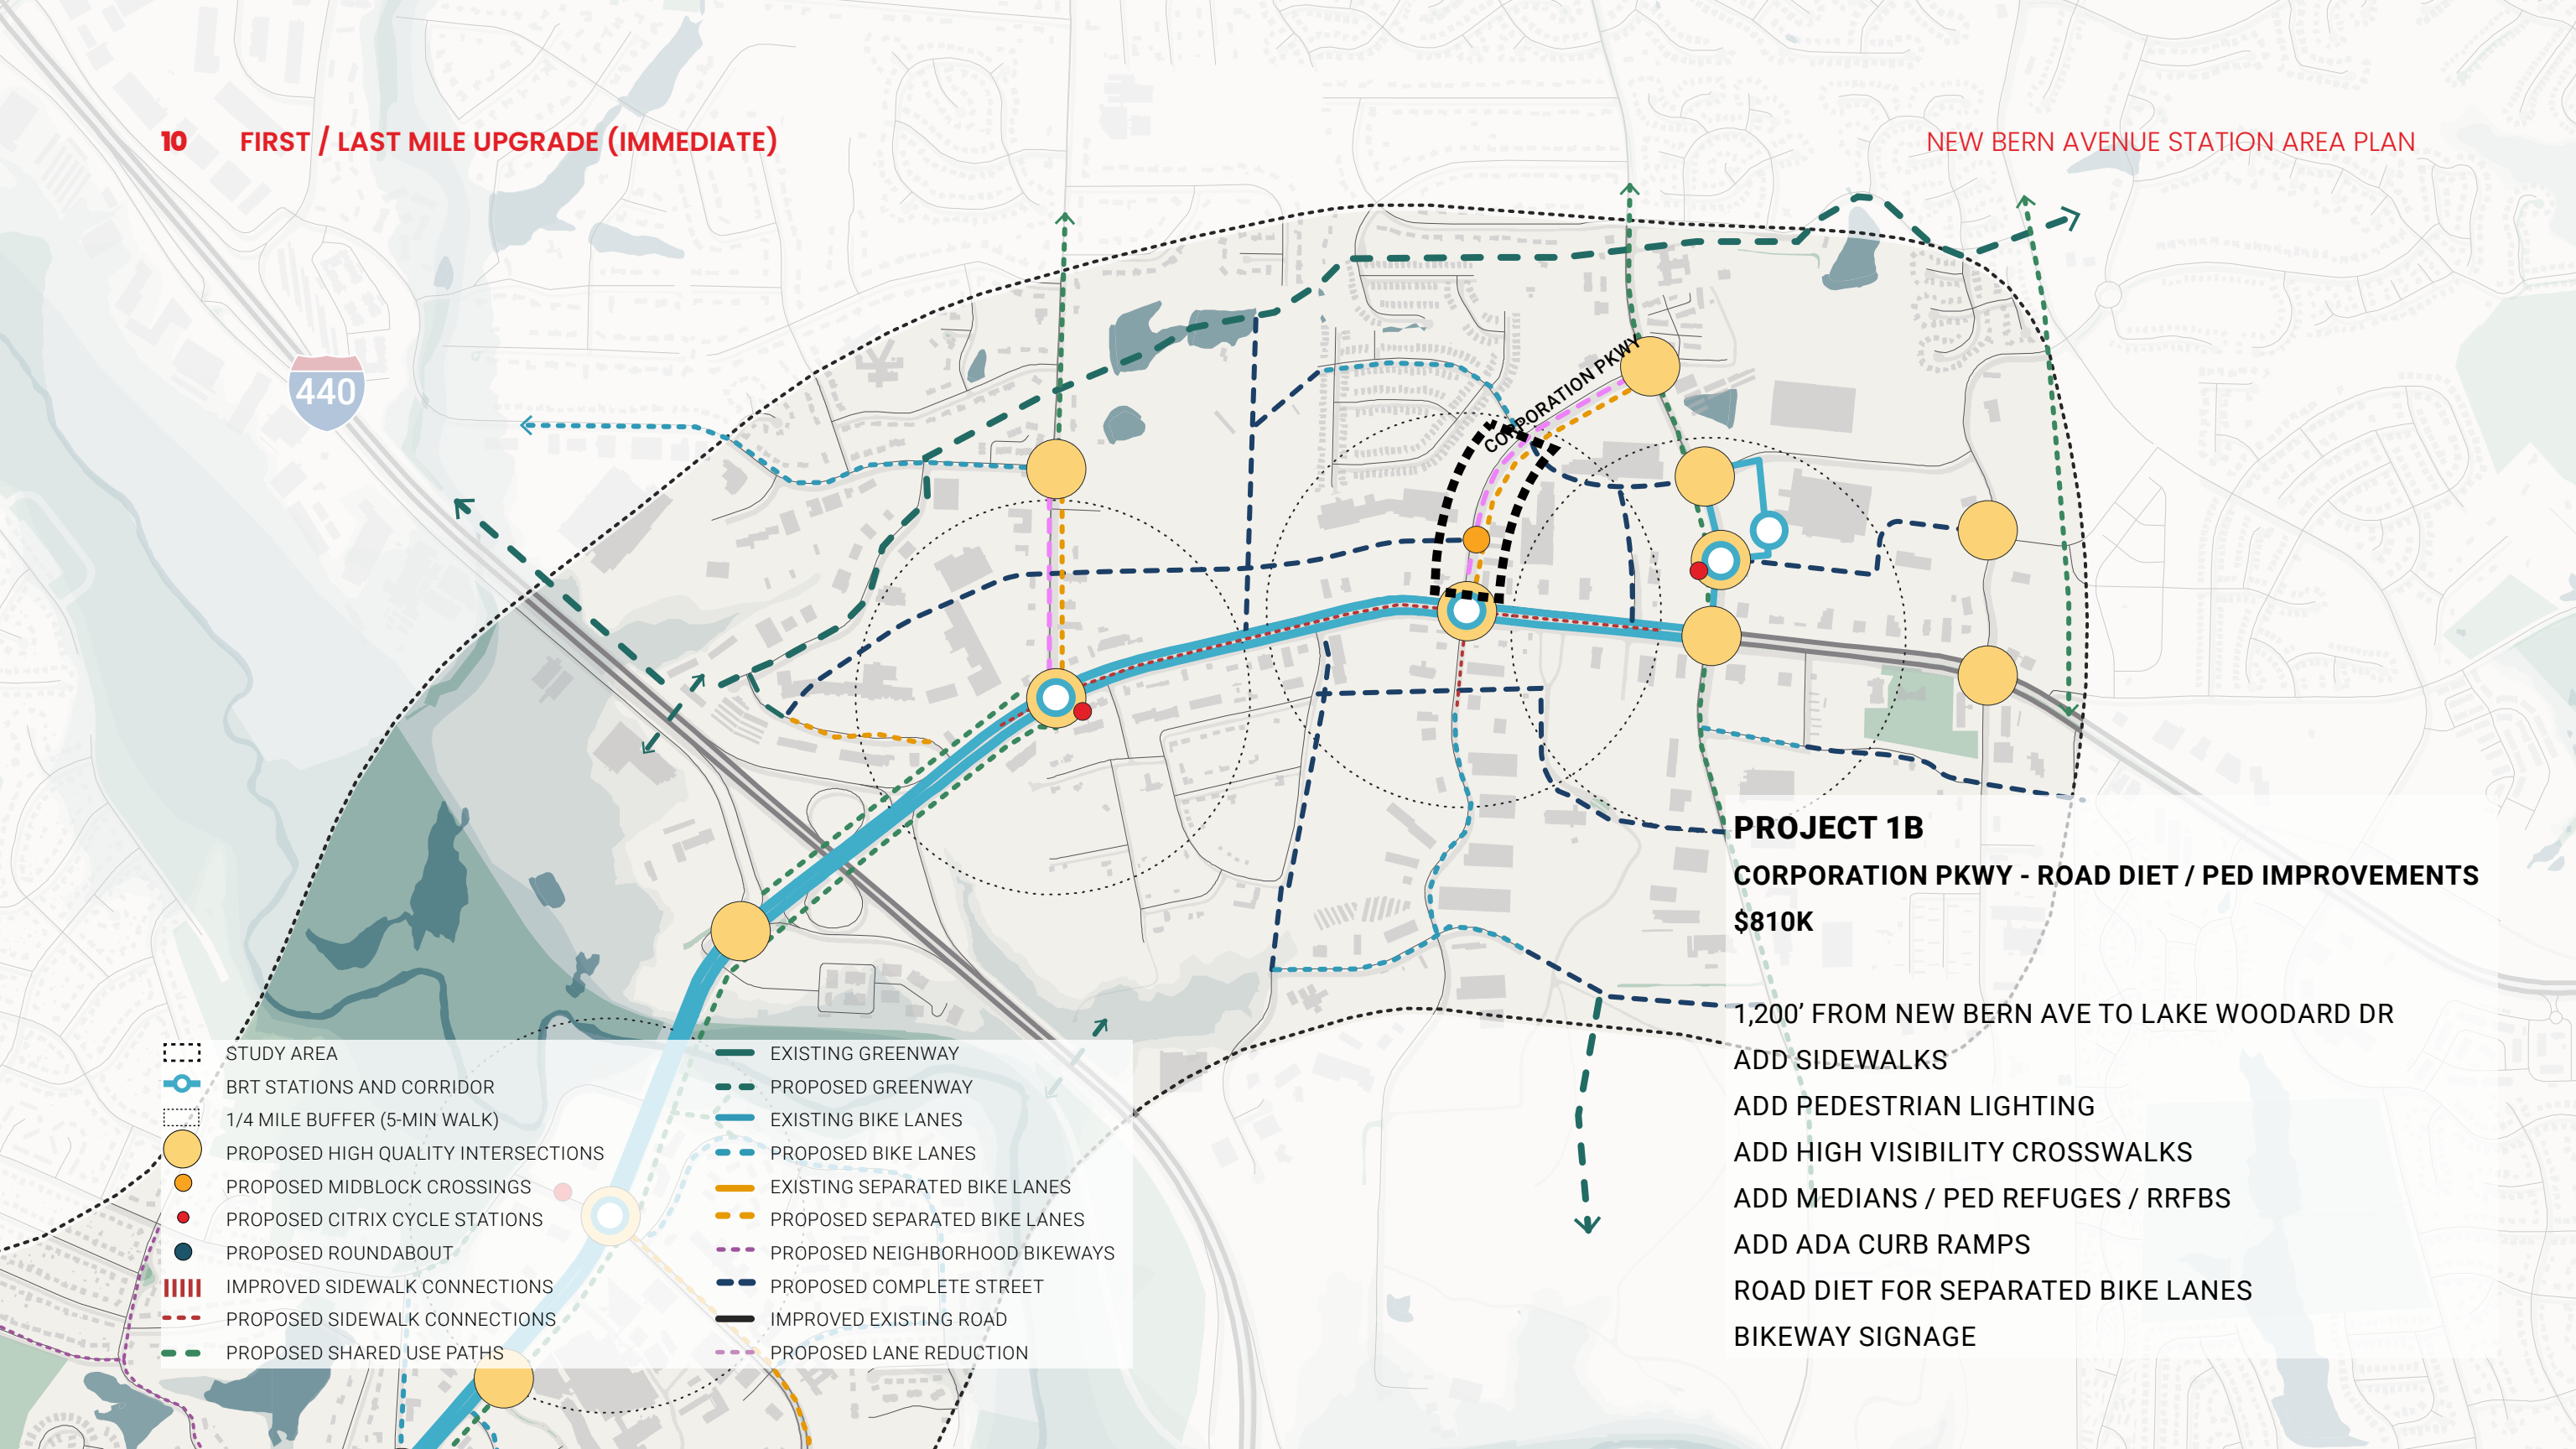 10 FIRST / LAST MILE UPGRADE (IMMEDIATE)
NEW BERN AVENUE STATION AREA PLAN
440
CORPORATION PKWY
PROJECT 1B
CORPORATION PKWY - ROAD DIET / PED IMPROVEMENTS
$810K
1,200’ FROM NEW BERN AVE TO LAKE WOODARD DR
ADD SIDEWALKS
ADD PEDESTRIAN LIGHTING
ADD HIGH VISIBILITY CROSSWALKS
ADD MEDIANS / PED REFUGES / RRFBS
ADD ADA CURB RAMPS
ROAD DIET FOR SEPARATED BIKE LANES
BIKEWAY SIGNAGE
STUDY AREA
BRT STATIONS AND CORRIDOR
1/4 MILE BUFFER (5-MIN WALK)
PROPOSED HIGH QUALITY INTERSECTIONS
PROPOSED MIDBLOCK CROSSINGS
PROPOSED CITRIX CYCLE STATIONS
PROPOSED ROUNDABOUT
IMPROVED SIDEWALK CONNECTIONS
PROPOSED SIDEWALK CONNECTIONS
PROPOSED SHARED USE PATHS
EXISTING GREENWAY
PROPOSED GREENWAY
EXISTING BIKE LANES
PROPOSED BIKE LANES
EXISTING SEPARATED BIKE LANES
PROPOSED SEPARATED BIKE LANES
PROPOSED NEIGHBORHOOD BIKEWAYS
PROPOSED COMPLETE STREET
IMPROVED EXISTING ROAD
PROPOSED LANE REDUCTION